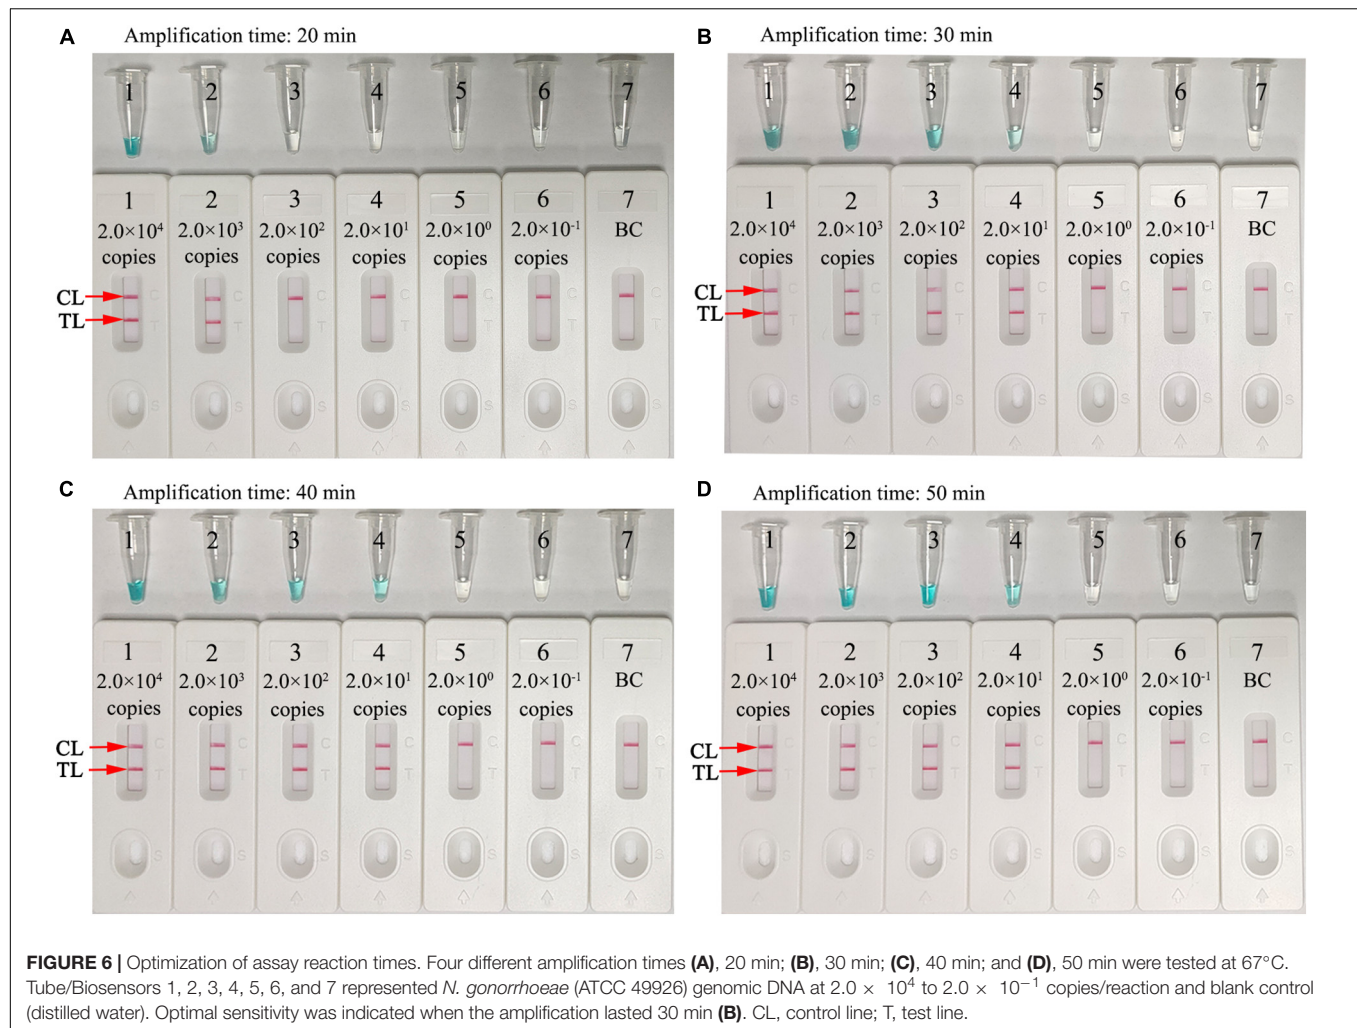 A Amplification time: 20 min
1 2 3 4 5 6 7
1 2 3 4 5 6 7
2.0×10⁴ 2.0×10³ 2.0×10² 2.0×10¹ 2.0×10⁰ 2.0×10⁻¹ BC
copies copies copies copies copies copies
CL C C C C C C C
TL T T T T T T T
S S S S S S S
B Amplification time: 30 min
1 2 3 4 5 6 7
1 2 3 4 5 6 7
2.0×10⁴ 2.0×10³ 2.0×10² 2.0×10¹ 2.0×10⁰ 2.0×10⁻¹ BC
copies copies copies copies copies copies
CL C C C C C C C
TL T T T T T T T
S S S S S S S
C Amplification time: 40 min
1 2 3 4 5 6 7
1 2 3 4 5 6 7
2.0×10⁴ 2.0×10³ 2.0×10² 2.0×10¹ 2.0×10⁰ 2.0×10⁻¹ BC
copies copies copies copies copies copies
CL C C C C C C C
TL T T T T T T T
S S S S S S S
D Amplification time: 50 min
1 2 3 4 5 6 7
1 2 3 4 5 6 7
2.0×10⁴ 2.0×10³ 2.0×10² 2.0×10¹ 2.0×10⁰ 2.0×10⁻¹ BC
copies copies copies copies copies copies
CL C C C C C C C
TL T T T T T T T
S S S S S S S
FIGURE 6 | Optimization of assay reaction times. Four different amplification times (A), 20 min; (B), 30 min; (C), 40 min; and (D), 50 min were tested at 67°C.
Tube/Biosensors 1, 2, 3, 4, 5, 6, and 7 represented N. gonorrhoeae (ATCC 49926) genomic DNA at 2.0 × 10⁴ to 2.0 × 10⁻¹ copies/reaction and blank control
(distilled water). Optimal sensitivity was indicated when the amplification lasted 30 min (B). CL, control line; T, test line.